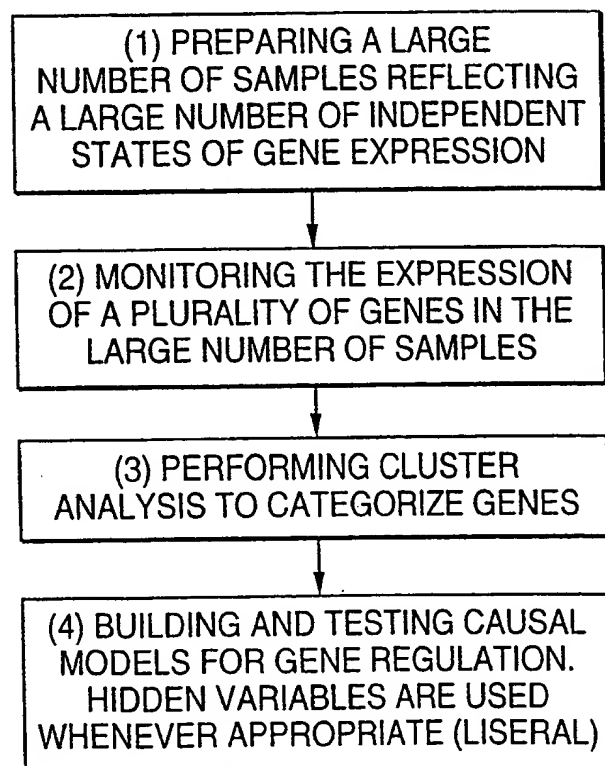 (1) PREPARING A LARGE
NUMBER OF SAMPLES REFLECTING
A LARGE NUMBER OF INDEPENDENT
STATES OF GENE EXPRESSION
(2) MONITORING THE EXPRESSION
OF A PLURALITY OF GENES IN THE
LARGE NUMBER OF SAMPLES
(3) PERFORMING CLUSTER
ANALYSIS TO CATEGORIZE GENES
(4) BUILDING AND TESTING CAUSAL
MODELS FOR GENE REGULATION.
HIDDEN VARIABLES ARE USED
WHENEVER APPROPRIATE (LISERAL)